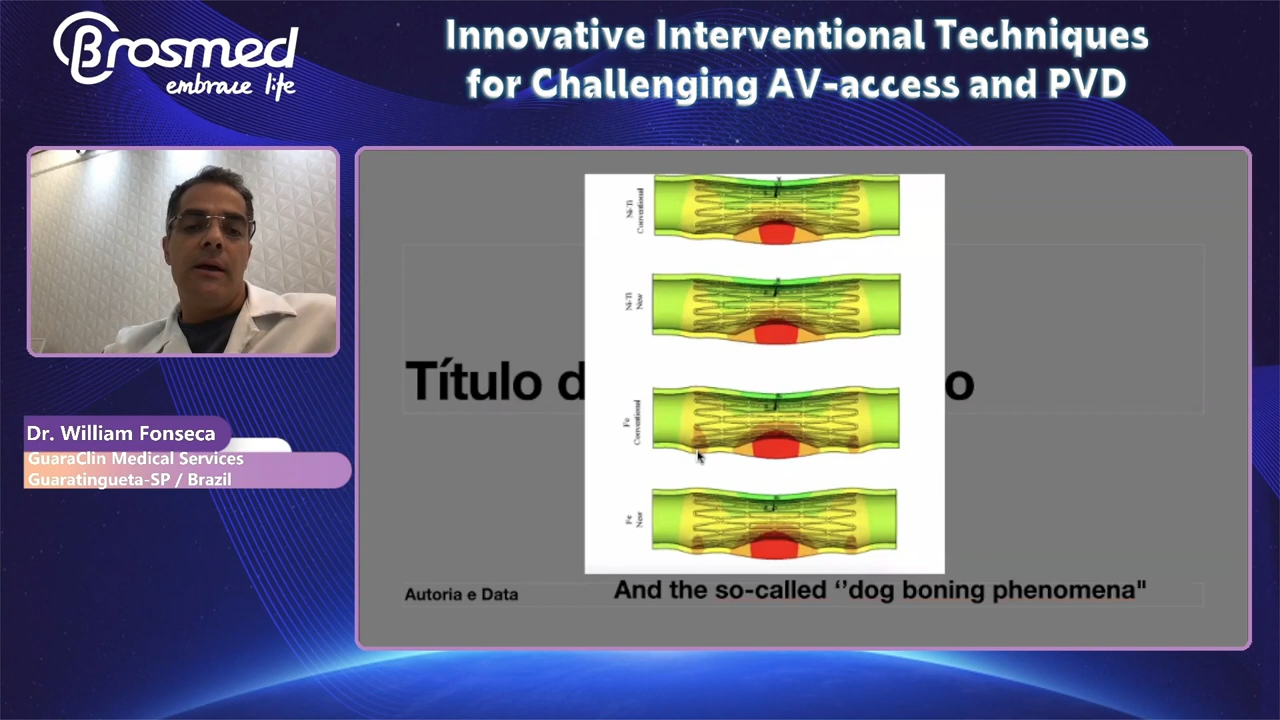 Brosmed
embrace life
Innovative Interventional Techniques
for Challenging AV-access and PVD
Dr. William Fonseca
GuaraClin Medical Services
Guaratingueta-SP / Brazil
Ni-Ti
Conventional
Ni-Ti
New
Fe
Conventional
Fe
New
Título d
o
Autoria e Data
And the so-called ‘’dog boning phenomena"